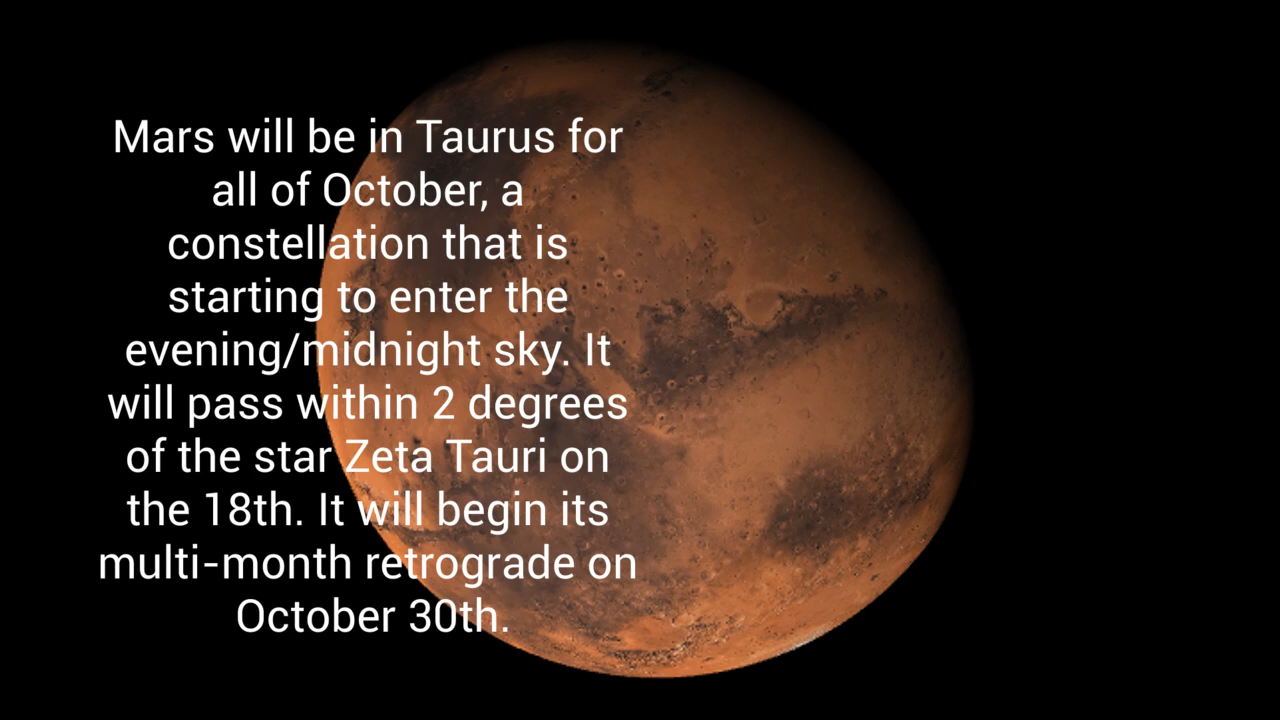 Mars will be in Taurus for
all of October, a
constellation that is
starting to enter the
evening/midnight sky. It
will pass within 2 degrees
of the star Zeta Tauri on
the 18th. It will begin its
multi-month retrograde on
October 30th.